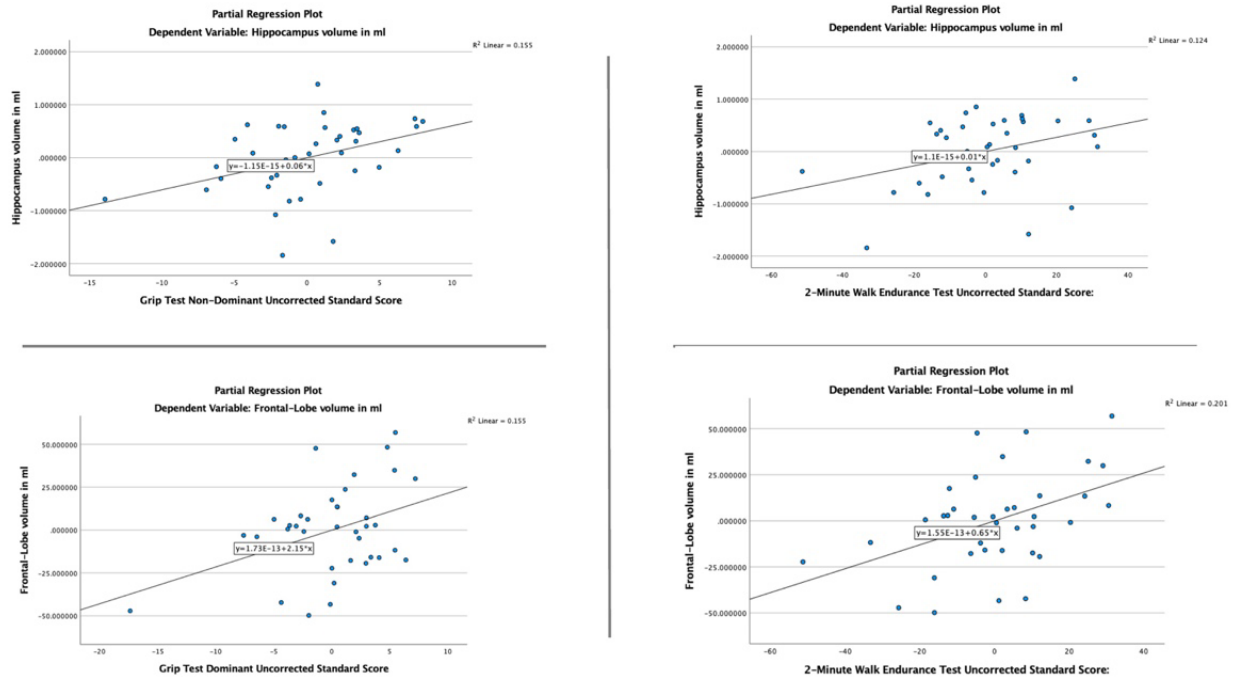 Partial Regression Plot
Dependent Variable: Hippocampus volume in ml
R² Linear = 0.155
2.000000
1.000000
.000000
-1.000000
-2.000000
Hippocampus volume in ml
y=-1.15E-15+0.06*x
-15
-10
-5
0
5
10
Grip Test Non-Dominant Uncorrected Standard Score
Partial Regression Plot
Dependent Variable: Hippocampus volume in ml
R² Linear = 0.124
2.000000
1.000000
.000000
-1.000000
-2.000000
Hippocampus volume in ml
y=1.1E-15+0.01*x
-60
-40
-20
0
20
40
2-Minute Walk Endurance Test Uncorrected Standard Score:
Partial Regression Plot
Dependent Variable: Frontal-Lobe volume in ml
R² Linear = 0.155
50.000000
25.000000
.000000
-25.000000
-50.000000
Frontal-Lobe volume in ml
y=1.73E-13+2.15*x
-20
-15
-10
-5
0
5
10
Grip Test Dominant Uncorrected Standard Score
Partial Regression Plot
Dependent Variable: Frontal-Lobe volume in ml
R² Linear = 0.201
50.000000
25.000000
.000000
-25.000000
-50.000000
Frontal-Lobe volume in ml
y=1.55E-13+0.65*x
-60
-40
-20
0
20
40
2-Minute Walk Endurance Test Uncorrected Standard Score: